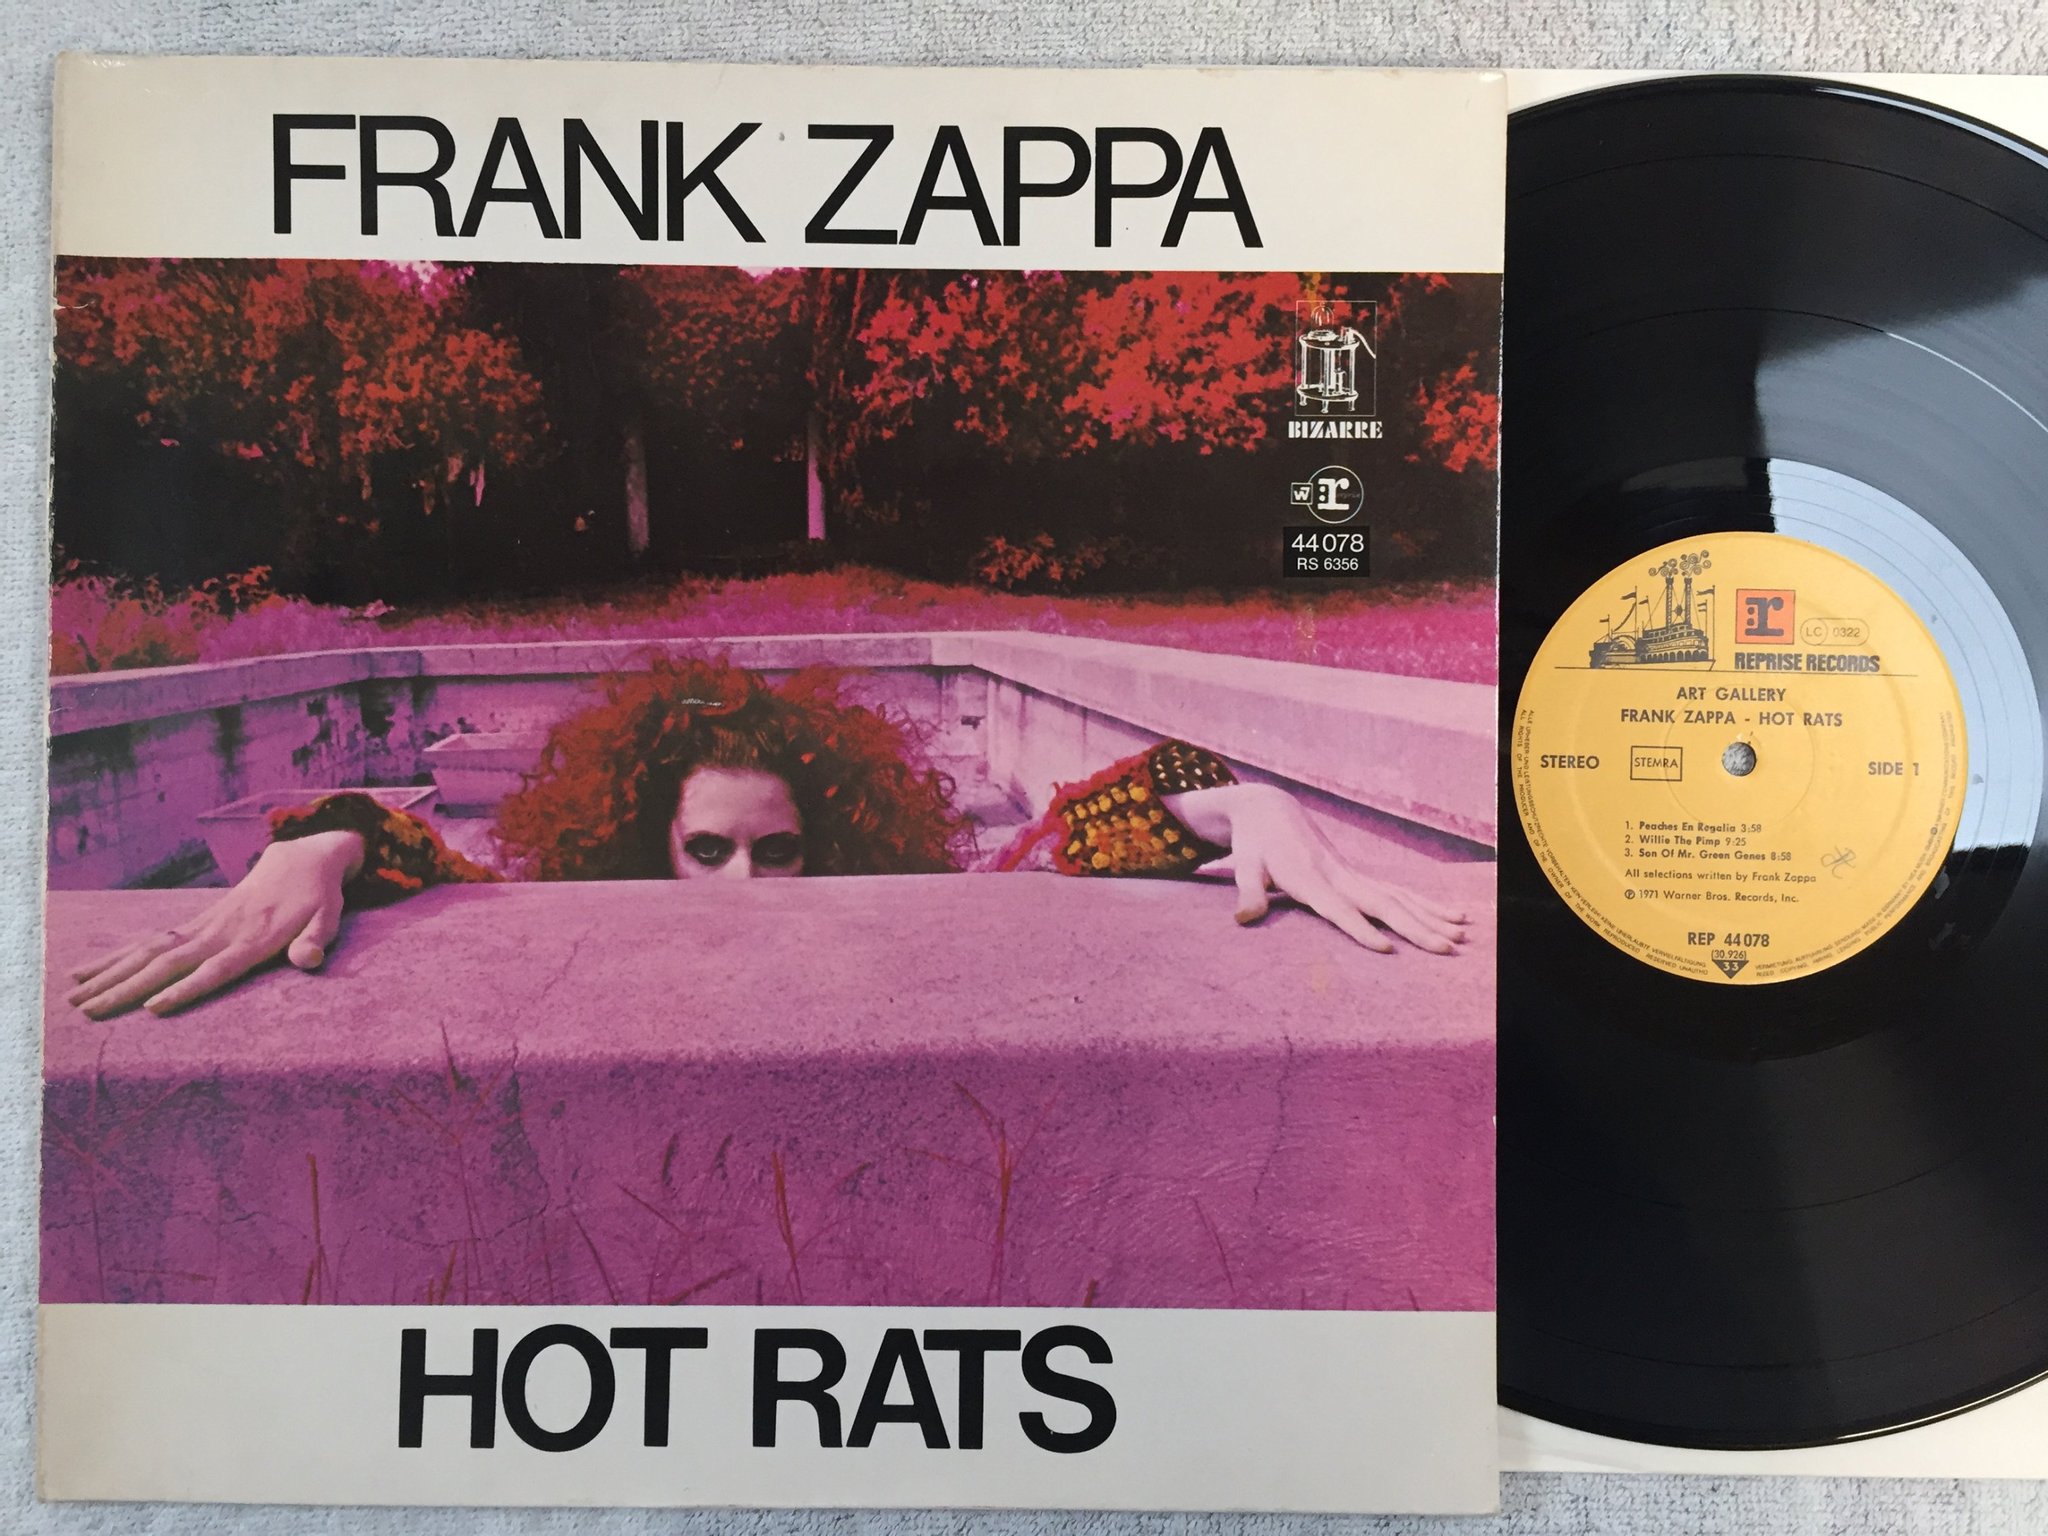 FRANK ZAPPA
BIZARRE
W
:r
reprise
44 078
RS 6356
HOT RATS
:r
LC 0322
REPRISE RECORDS
ART GALLERY
FRANK ZAPPA - HOT RATS
STEREO
STEMRA
SIDE 1
1. Peaches En Regalia 3:58
2. Willie The Pimp 9:25
3. Son Of Mr. Green Genes 8:58
All selections written by Frank Zappa
℗ 1971 Warner Bros. Records, Inc.
REP 44 078
(30.926)
33